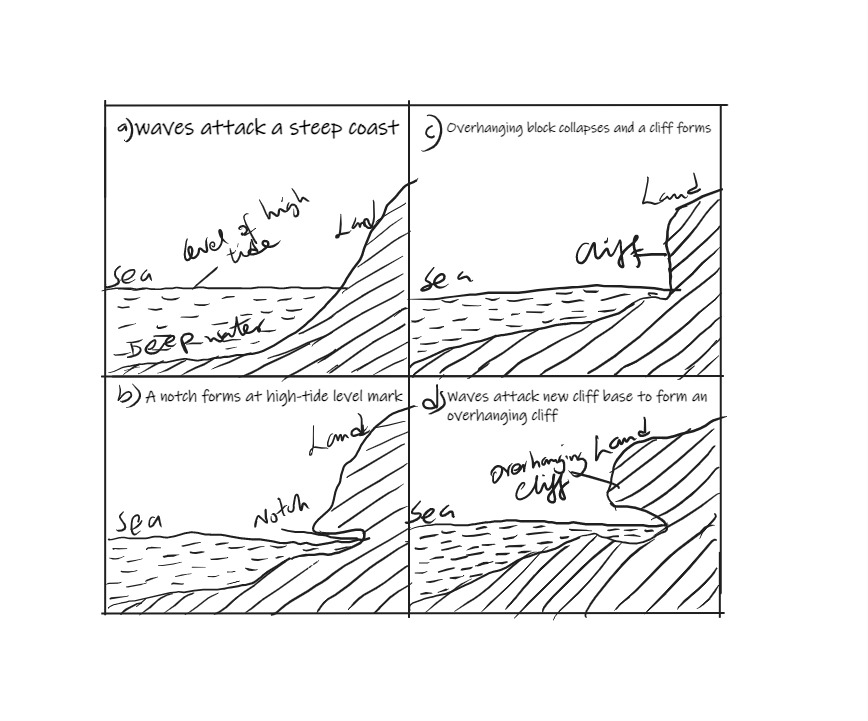 a) waves attack a steep coast
level of high
tide
Land
Sea
Deep water
b) A notch forms at high-tide level mark
Land
Notch
Sea
c) Overhanging block collapses and a cliff forms
Land
Cliff
Sea
d) Waves attack new cliff base to form an
overhanging cliff
Land
Overhanging
Cliff
Sea